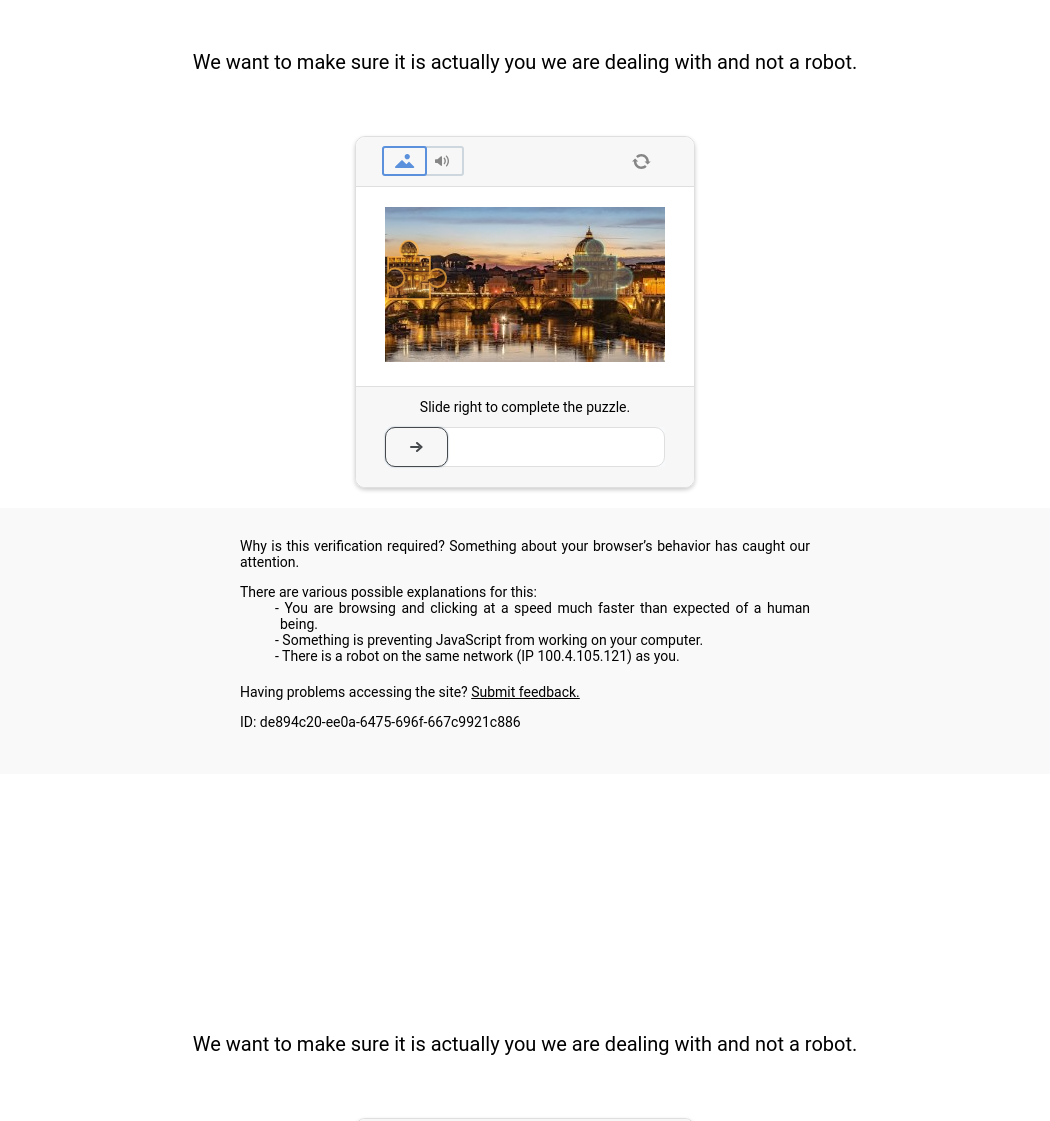 We want to make sure it is actually you we are dealing with and not a robot.
Slide right to complete the puzzle.
Why is this verification required? Something about your browser’s behavior has caught our
attention.
There are various possible explanations for this:
- You are browsing and clicking at a speed much faster than expected of a human
being.
- Something is preventing JavaScript from working on your computer.
- There is a robot on the same network (IP 100.4.105.121) as you.
Having problems accessing the site? Submit feedback.
ID: de894c20-ee0a-6475-696f-667c9921c886
We want to make sure it is actually you we are dealing with and not a robot.